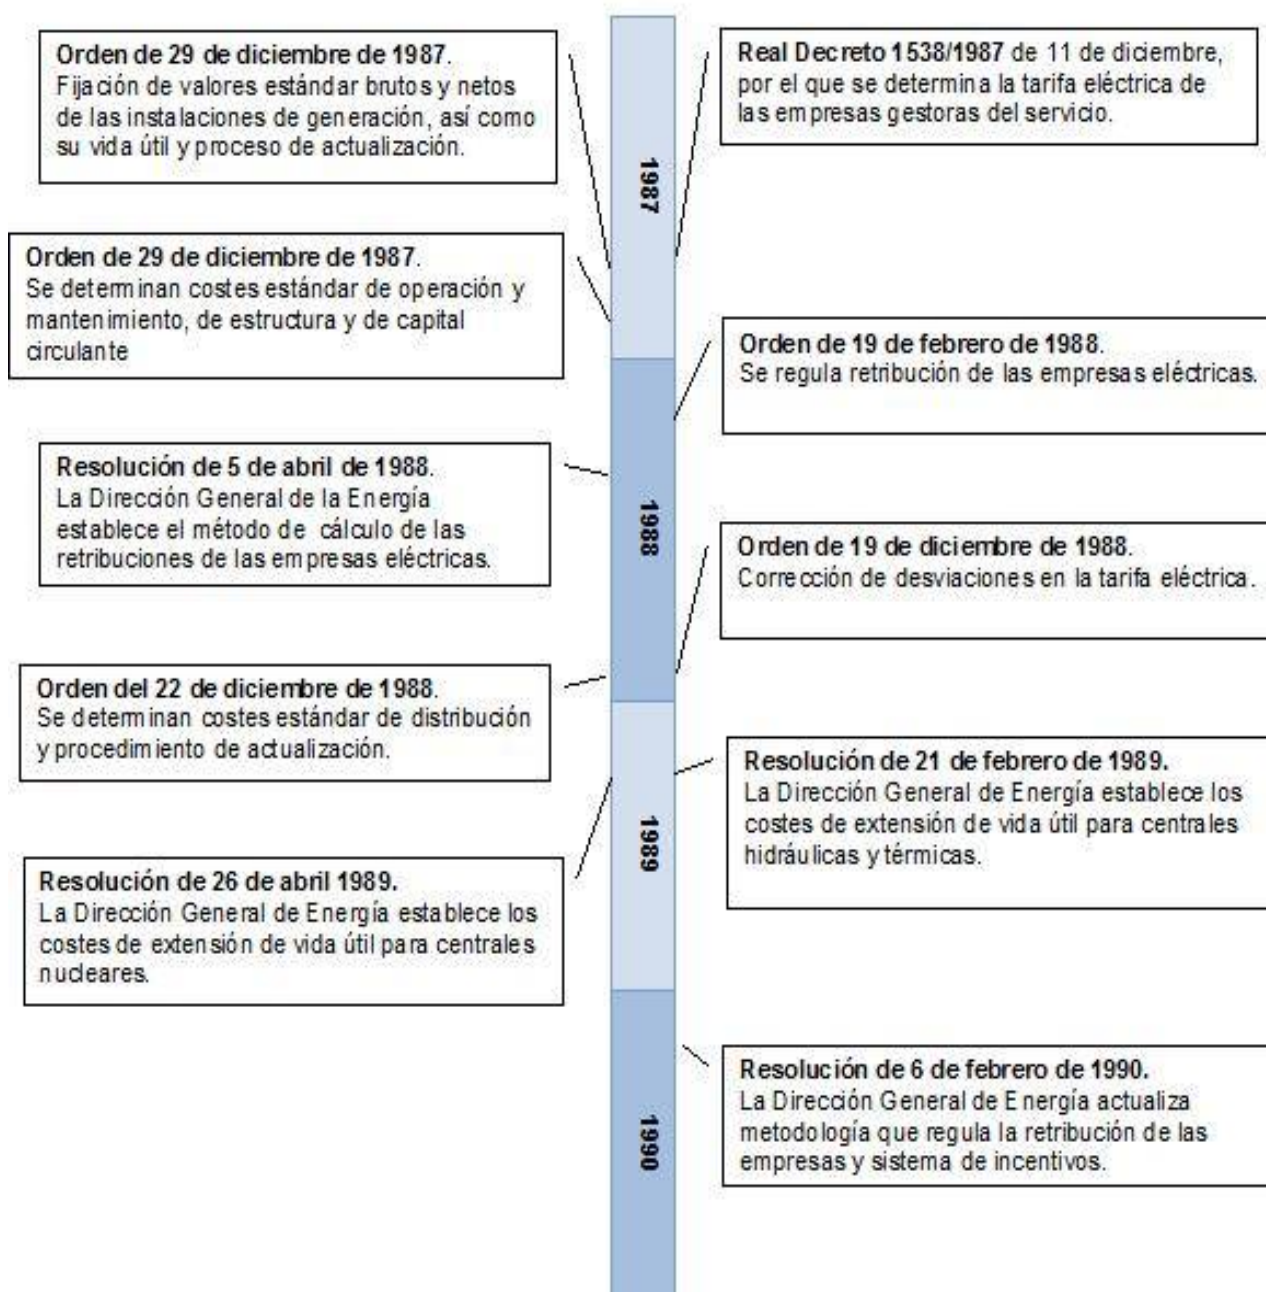 Orden de 29 de diciembre de 1987.
Fijación de valores estándar brutos y netos
de las instalaciones de generación, así como
su vida útil y proceso de actualización.
Real Decreto 1538/1987 de 11 de diciembre,
por el que se determina la tarifa eléctrica de
las empresas gestoras del servicio.
1987
Orden de 29 de diciembre de 1987.
Se determinan costes estándar de operación y
mantenimiento, de estructura y de capital
circulante
Orden de 19 de febrero de 1988.
Se regula retribución de las empresas eléctricas.
Resolución de 5 de abril de 1988.
La Dirección General de la Energía
establece el método de cálculo de las
retribuciones de las empresas eléctricas.
1988
Orden de 19 de diciembre de 1988.
Corrección de desviaciones en la tarifa eléctrica.
Orden del 22 de diciembre de 1988.
Se determinan costes estándar de distribución
y procedimiento de actualización.
Resolución de 21 de febrero de 1989.
La Dirección General de Energía establece los
costes de extensión de vida útil para centrales
hidráulicas y térmicas.
1989
Resolución de 26 de abril 1989.
La Dirección General de Energía establece los
costes de extensión de vida útil para centrales
nucleares.
Resolución de 6 de febrero de 1990.
La Dirección General de Energía actualiza
metodología que regula la retribución de las
empresas y sistema de incentivos.
1990